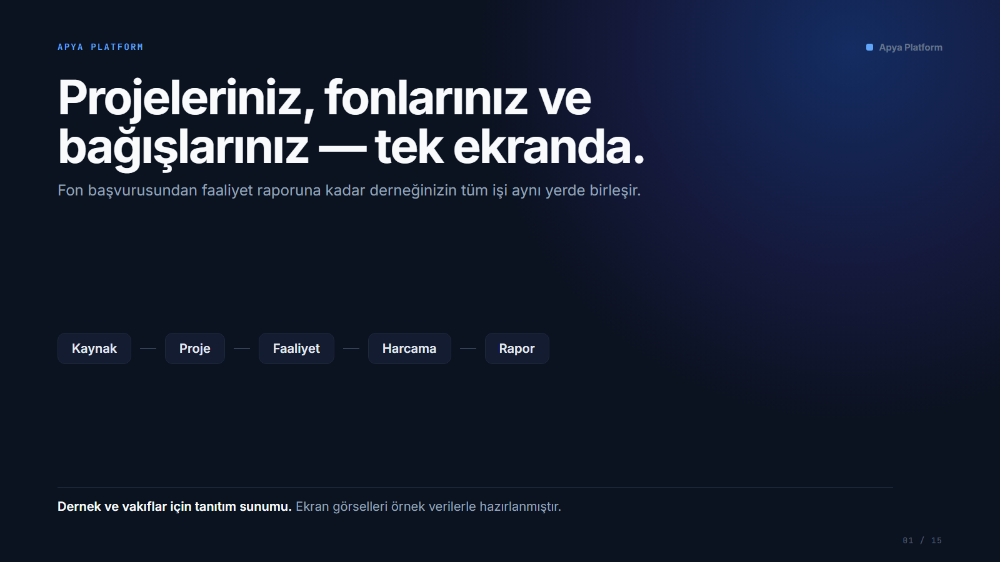 APYA PLATFORM
Apya Platform
Projeleriniz, fonlarınız ve
bağışlarınız — tek ekranda.
Fon başvurusundan faaliyet raporuna kadar derneğinizin tüm işi aynı yerde birleşir.
Kaynak — Proje — Faaliyet — Harcama — Rapor
Dernek ve vakıflar için tanıtım sunumu. Ekran görselleri örnek verilerle hazırlanmıştır.
01 / 15